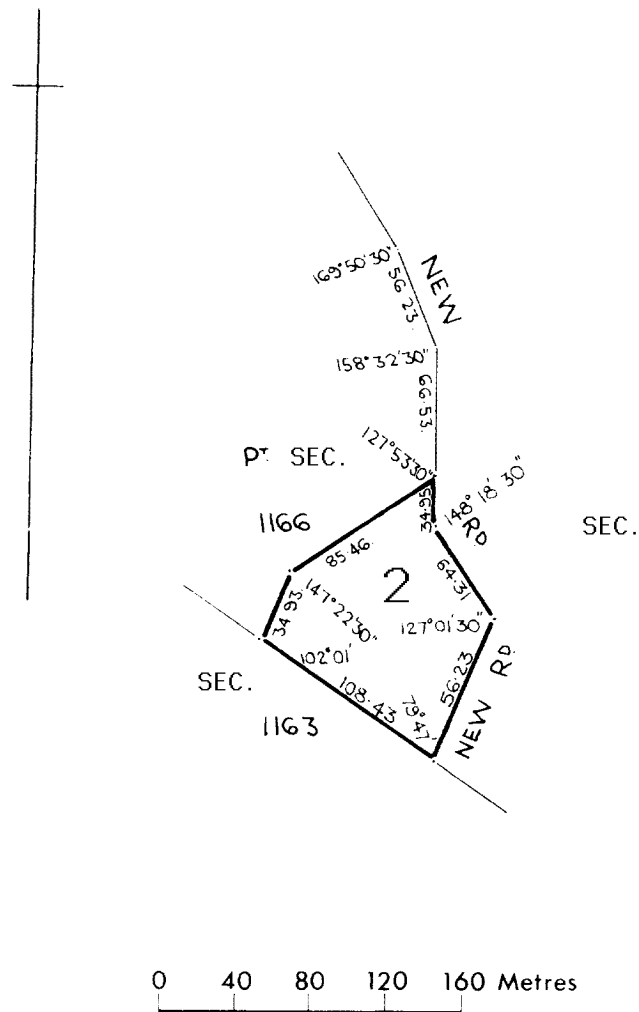 169°50'30"
56·23
NEW
158°32'30"
66·53
127°53'30"
PT SEC.
148° 18' 30"
34·95
RD
SEC.
1166
85·46
2
64·31
147°22'30"
127°01'30"
34·93
102°01'
56·23
NEW RD
SEC.
108·43
79°47'
1163
0 40 80 120 160 Metres